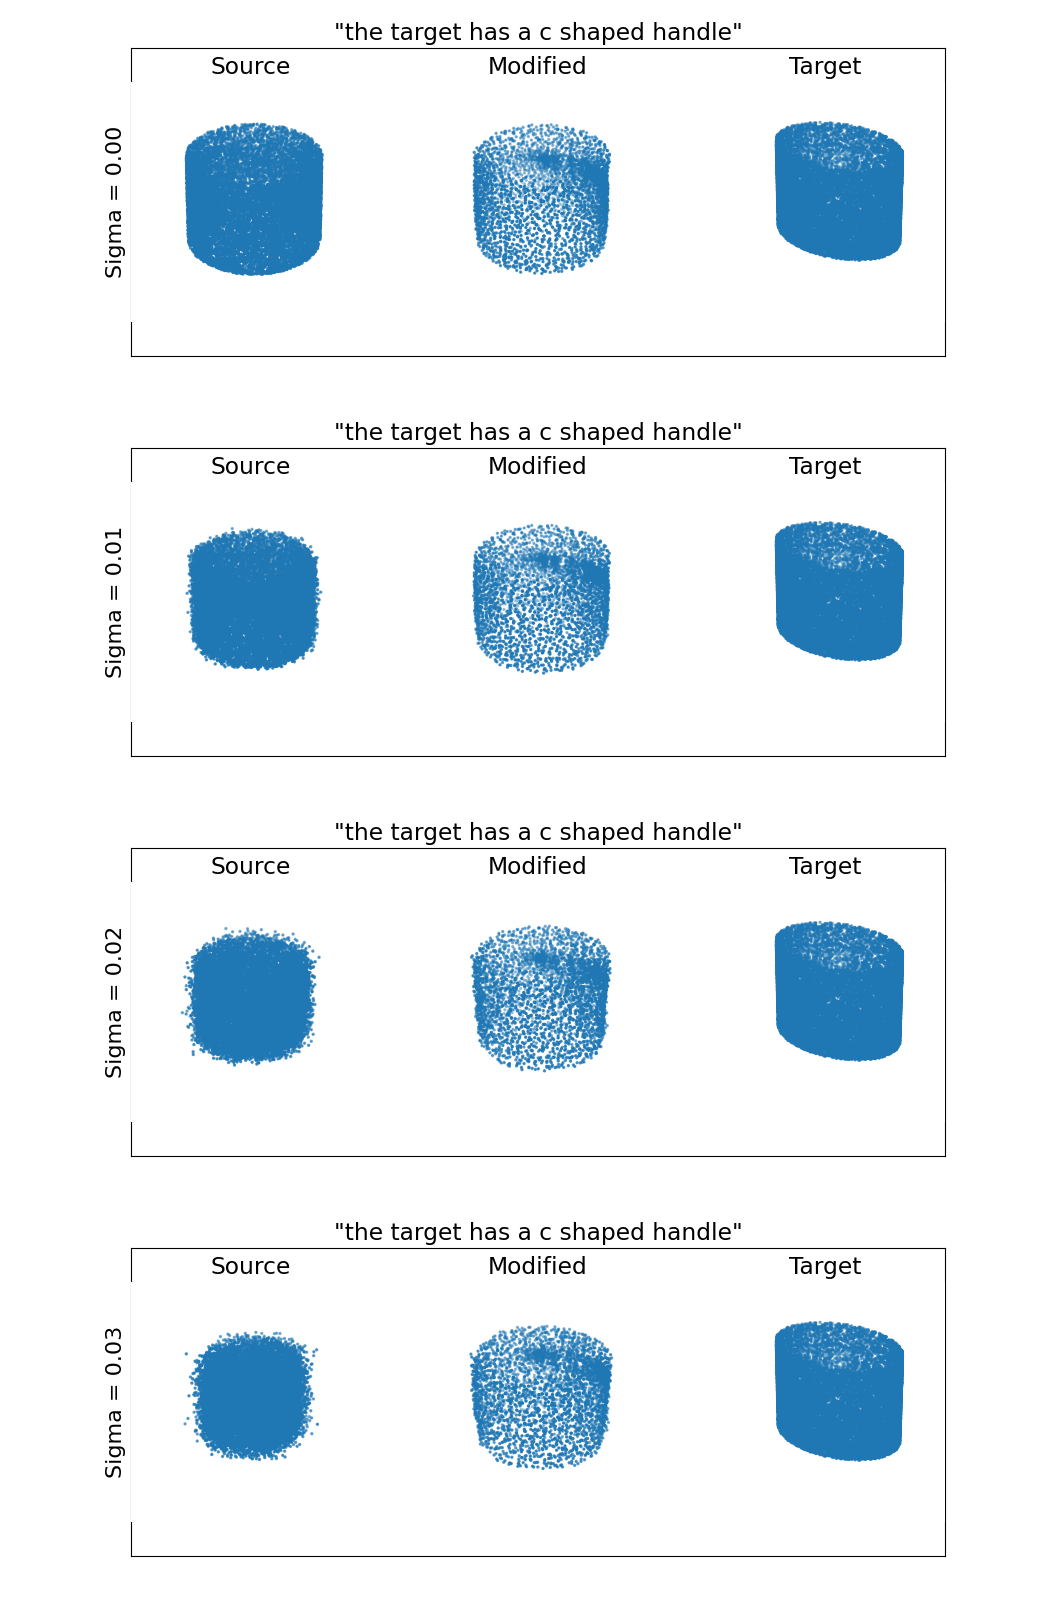 "the target has a c shaped handle"
Source Modified Target
Sigma = 0.00
"the target has a c shaped handle"
Source Modified Target
Sigma = 0.01
"the target has a c shaped handle"
Source Modified Target
Sigma = 0.02
"the target has a c shaped handle"
Source Modified Target
Sigma = 0.03